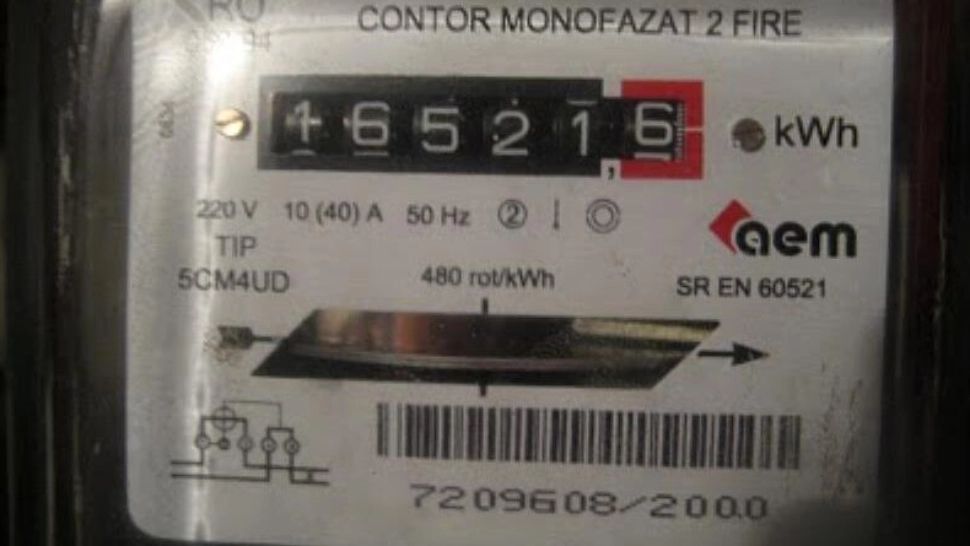 CONTOR MONOFAZAT 2 FIRE
16521,6 kWh
220 V 10 (40) A 50 Hz 2
aem
TIP
5CM4UD 480 rot/kWh SR EN 60521
7209608/2000